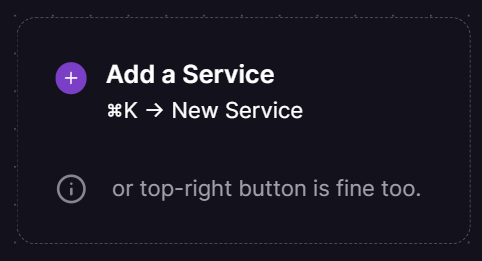 Add a Service
⌘K → New Service
or top-right button is fine too.